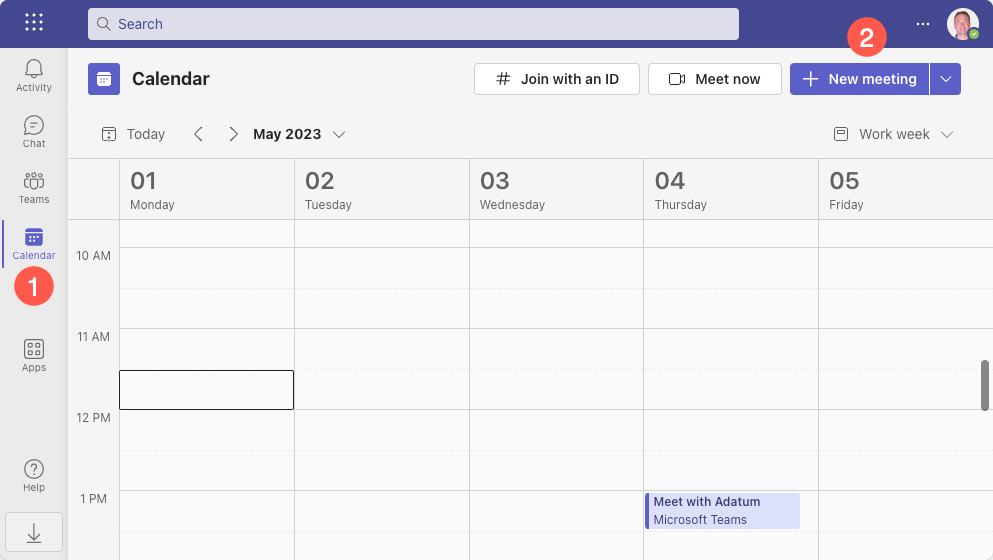 Search
2
Activity
Chat
Teams
Calendar
1
Apps
Help
Calendar
Join with an ID
Meet now
New meeting
Today
May 2023
Work week
01
Monday
02
Tuesday
03
Wednesday
04
Thursday
05
Friday
10 AM
11 AM
12 PM
1 PM
Meet with Adatum
Microsoft Teams